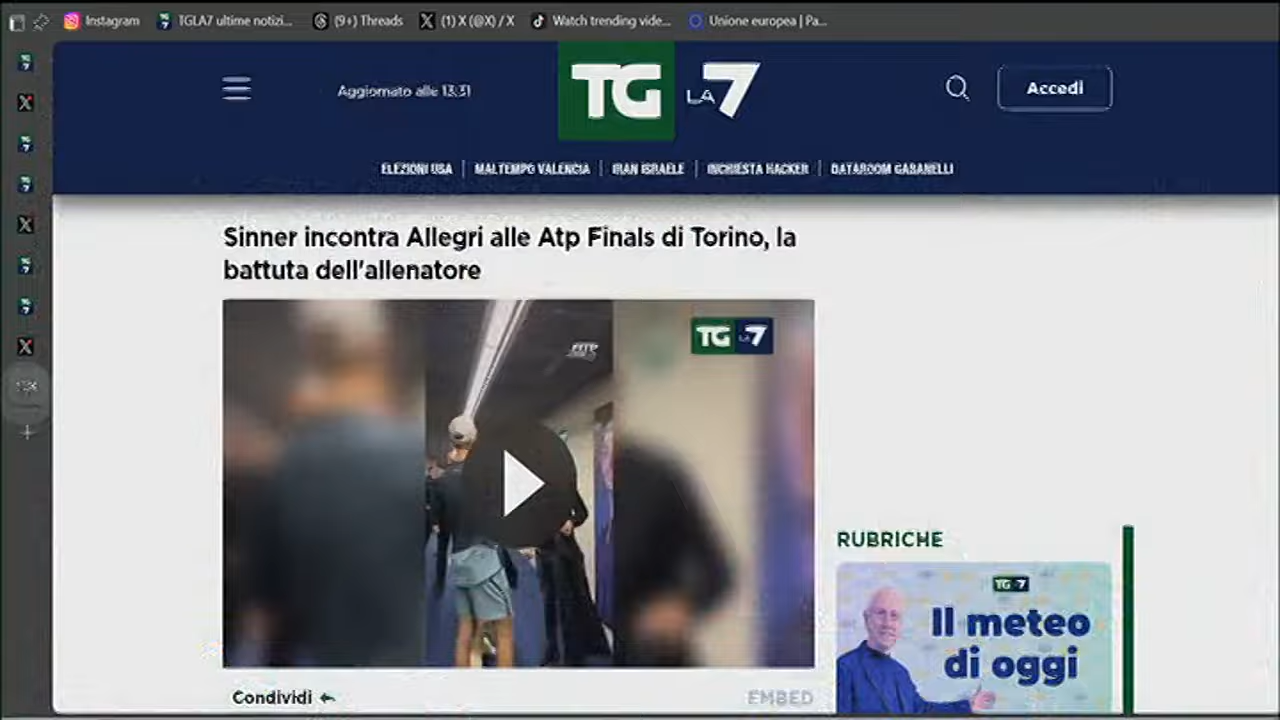 Instagram
TGLA7 ultime notizi...
(9+) Threads
(1) X (@X) / X
Watch trending vide...
Unione europea | Pa...
Aggiornato alle 13:31
TG LA7
Accedi
ELEZIONI USA | MALTEMPO VALENCIA | IRAN ISRAELE | INCHIESTA HACKER | DATAROOM GABANELLI
Sinner incontra Allegri alle Atp Finals di Torino, la
battuta dell'allenatore
TG LA7
Condividi
EMBED
RUBRICHE
TG 7
Il meteo
di oggi